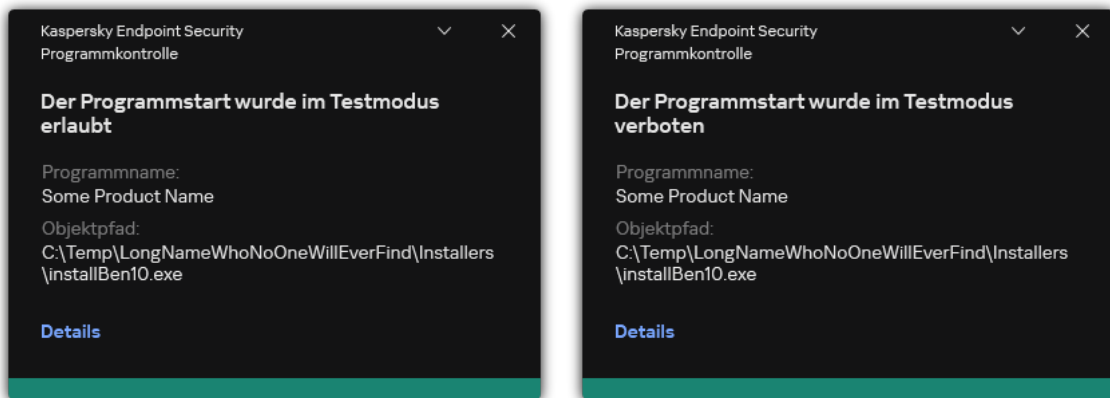 Kaspersky Endpoint Security
Programmkontrolle
Der Programmstart wurde im Testmodus
erlaubt
Programmname:
Some Product Name
Objektpfad:
C:\Temp\LongNameWhoNoOneWillEverFind\Installers
\installBen10.exe
Details
Kaspersky Endpoint Security
Programmkontrolle
Der Programmstart wurde im Testmodus
verboten
Programmname:
Some Product Name
Objektpfad:
C:\Temp\LongNameWhoNoOneWillEverFind\Installers
\installBen10.exe
Details